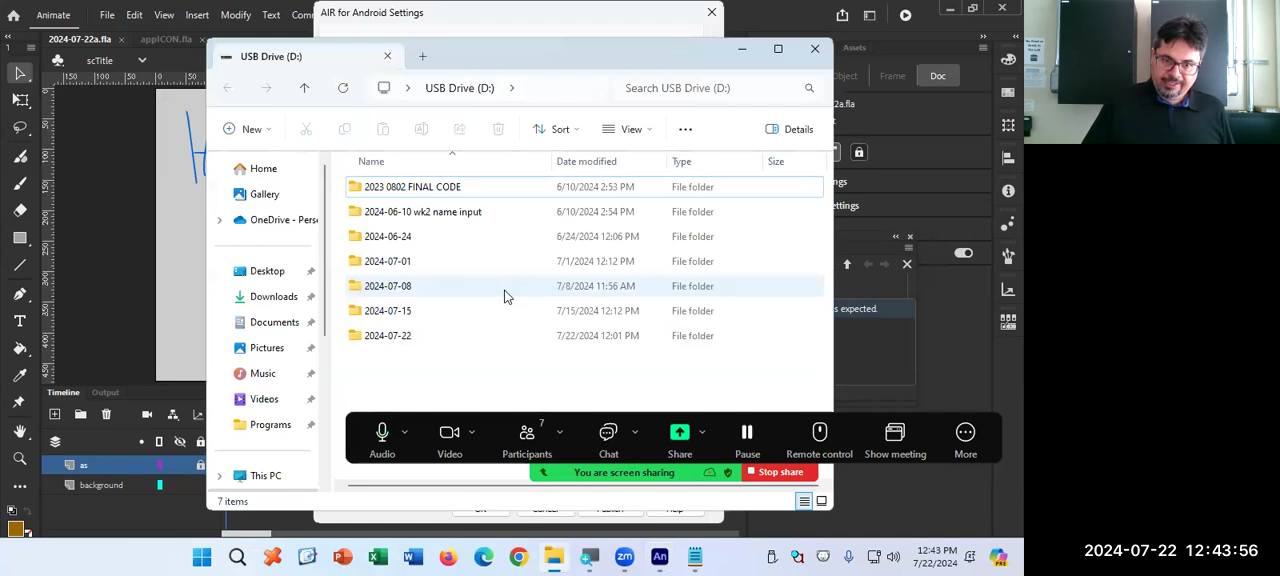 Animate File Edit View Insert Modify Text Com
AIR for Android Settings
2024-07-22a.fla appICON.fla
scTitle
USB Drive (D:)
USB Drive (D:) Search USB Drive (D:)
New Sort View Details
Name Date modified Type Size
2023 0802 FINAL CODE 6/10/2024 2:53 PM File folder
2024-06-10 wk2 name input 6/10/2024 2:54 PM File folder
2024-06-24 6/24/2024 12:06 PM File folder
2024-07-01 7/1/2024 12:12 PM File folder
2024-07-08 7/8/2024 11:56 AM File folder
2024-07-15 7/15/2024 12:12 PM File folder
2024-07-22 7/22/2024 12:01 PM File folder
Home
Gallery
OneDrive - Pers
Desktop
Downloads
Documents
Pictures
Music
Videos
Programs
This PC
7 items
Assets
Object Frame Doc
a.fla
ngs
ettings
s expected.
Timeline Output
as
background
7
Audio Video Participants Chat Share Pause Remote control Show meeting More
You are screen sharing Stop share
12:43 PM
7/22/2024
2024-07-22 12:43:56